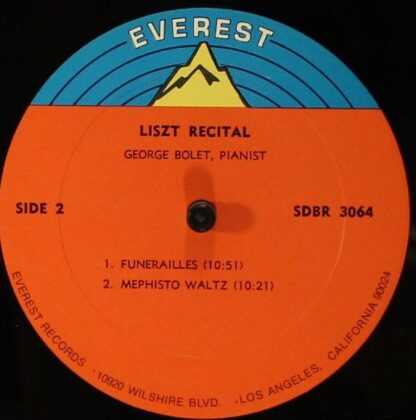 EVEREST
LISZT RECITAL
GEORGE BOLET, PIANIST
SIDE 2
SDBR 3064
1. FUNERAILLES (10:51)
2. MEPHISTO WALTZ (10:21)
EVEREST RECORDS · 10920 WILSHIRE BLVD. · LOS ANGELES, CALIFORNIA 90024